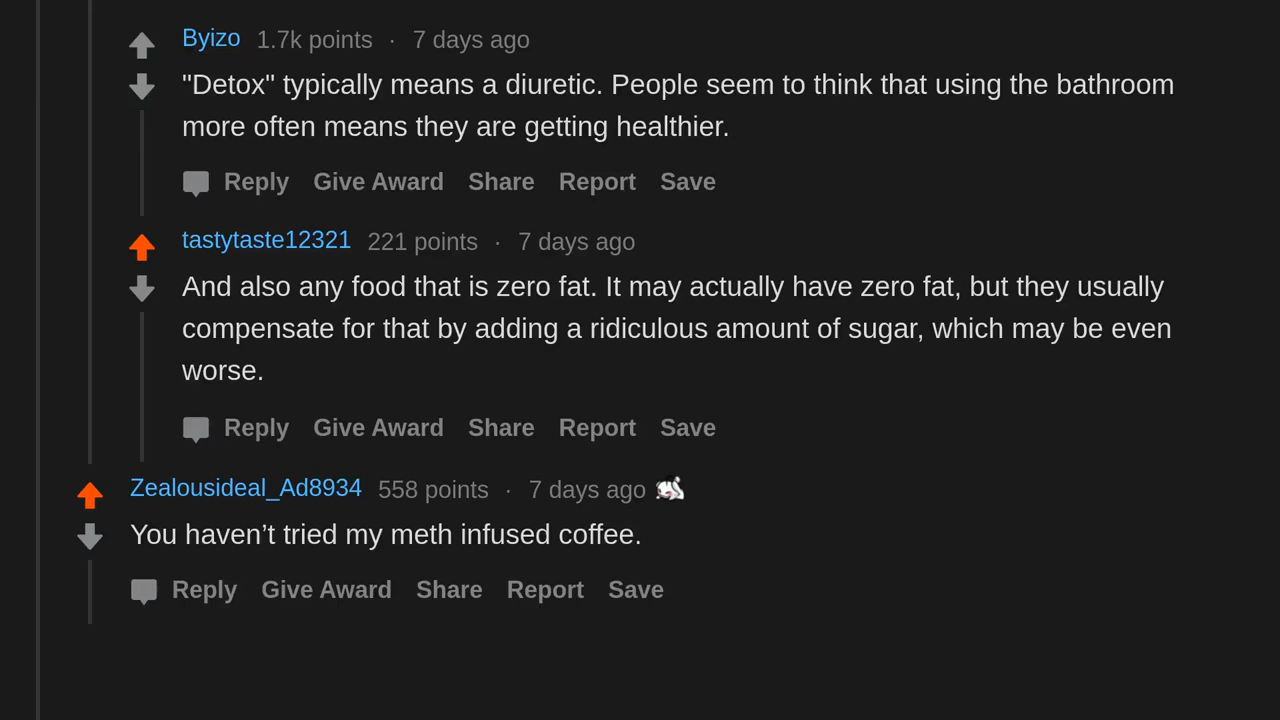 Byizo 1.7k points · 7 days ago
"Detox" typically means a diuretic. People seem to think that using the bathroom
more often means they are getting healthier.
Reply Give Award Share Report Save
tastytaste12321 221 points · 7 days ago
And also any food that is zero fat. It may actually have zero fat, but they usually
compensate for that by adding a ridiculous amount of sugar, which may be even
worse.
Reply Give Award Share Report Save
Zealousideal_Ad8934 558 points · 7 days ago
You haven’t tried my meth infused coffee.
Reply Give Award Share Report Save